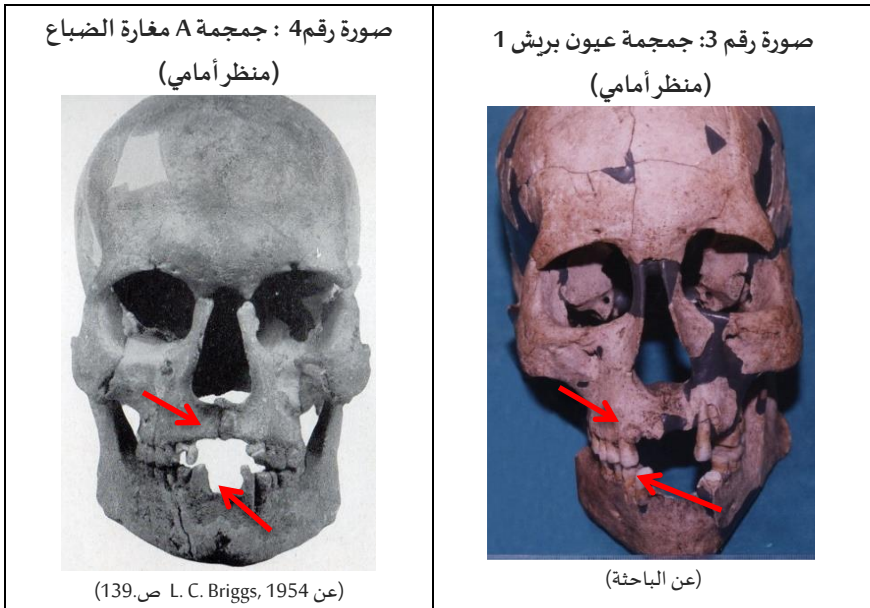 صورة رقم 3: جمجمة عيون بريش 1
(منظر أمامي)
(عن الباحثة)
صورة رقم4 : جمجمة A مغارة الضباع
(منظر أمامي)
(عن L. C. Briggs, 1954 ص.139)